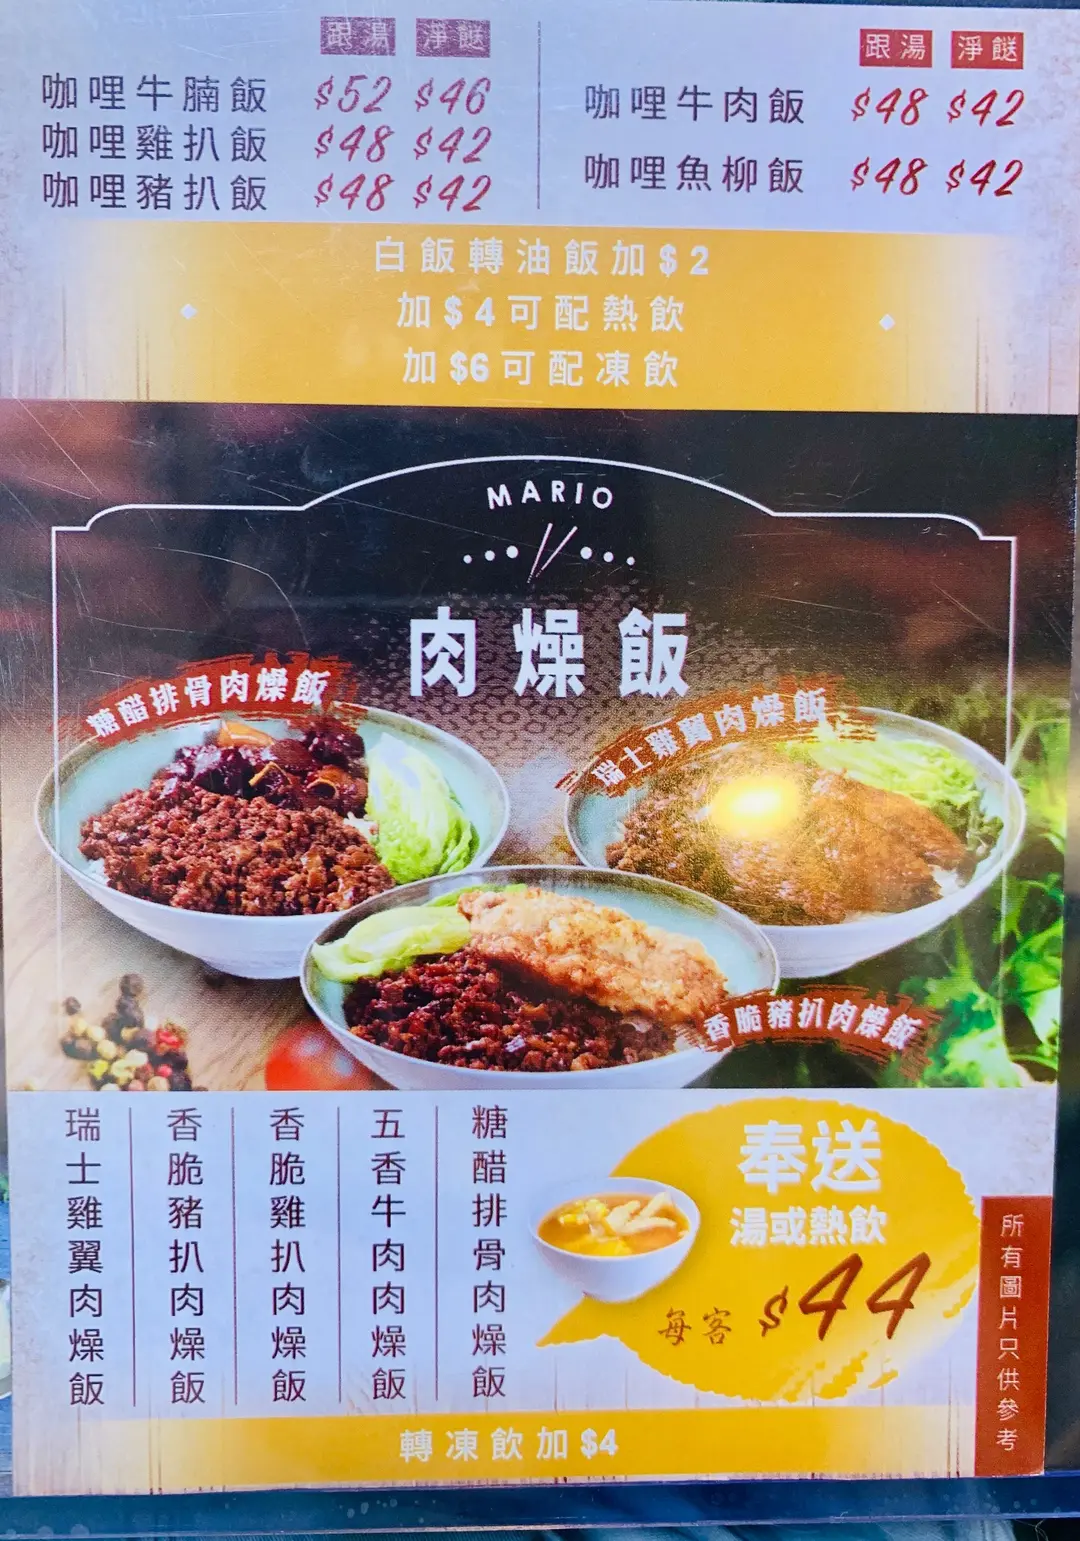 跟湯 淨餸
咖哩牛腩飯 $52 $46
咖哩雞扒飯 $48 $42
咖哩豬扒飯 $48 $42
跟湯 淨餸
咖哩牛肉飯 $48 $42
咖哩魚柳飯 $48 $42
白飯轉油飯加$2
加$4可配熱飲
加$6可配凍飲
MARIO
肉燥飯
糖醋排骨肉燥飯
瑞士雞翼肉燥飯
香脆豬扒肉燥飯
糖醋排骨肉燥飯
五香牛肉肉燥飯
香脆雞扒肉燥飯
香脆豬扒肉燥飯
瑞士雞翼肉燥飯
奉送
湯或熱飲
每客 $44
所有圖片只供參考
轉凍飲加$4